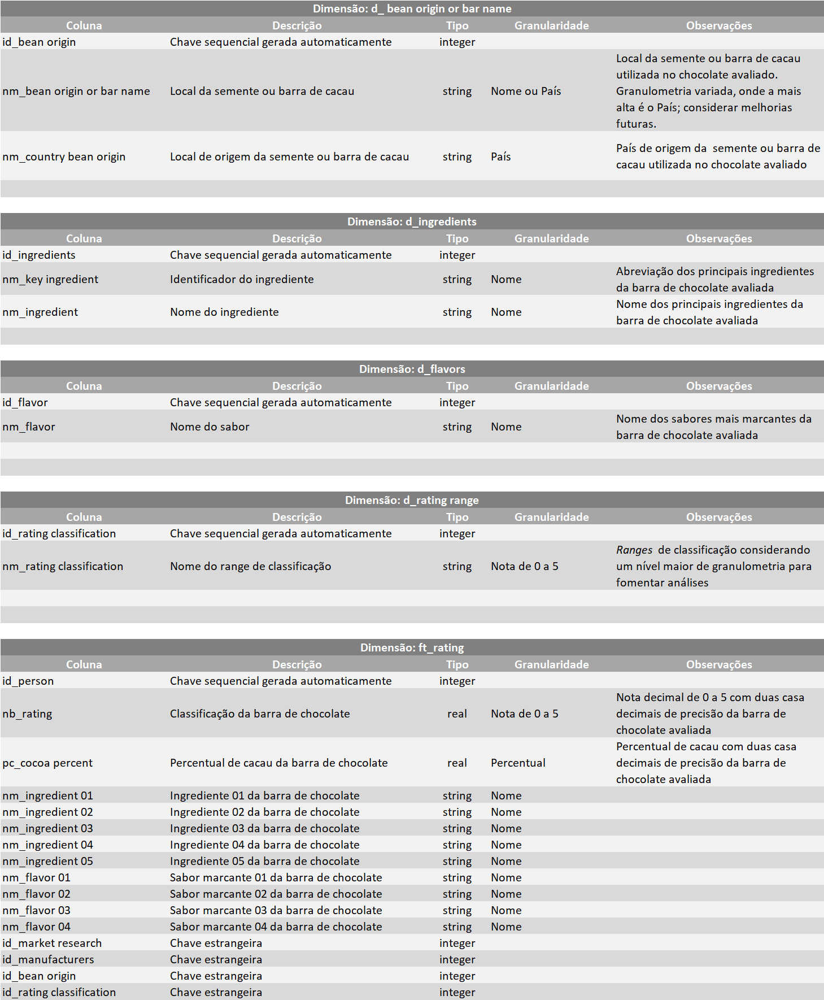 Dimensão: d_ bean origin or bar name
Coluna Descrição Tipo Granularidade Observações
id_bean origin Chave sequencial gerada automaticamente integer
nm_bean origin or bar name Local da semente ou barra de cacau string Nome ou País Local da semente ou barra de cacau
utilizada no chocolate avaliado.
Granulometria variada, onde a mais
alta é o País; considerar melhorias
futuras.
nm_country bean origin Local de origem da semente ou barra de cacau string País País de origem da  semente ou barra de
cacau utilizada no chocolate avaliado
Dimensão: d_ingredients
Coluna Descrição Tipo Granularidade Observações
id_ingredients Chave sequencial gerada automaticamente integer
nm_key ingredient Identificador do ingrediente string Nome Abreviação dos principais ingredientes
da barra de chocolate avaliada
nm_ingredient Nome do ingrediente string Nome Nome dos principais ingredientes da
barra de chocolate avaliada
Dimensão: d_flavors
Coluna Descrição Tipo Granularidade Observações
id_flavor Chave sequencial gerada automaticamente integer
nm_flavor Nome do sabor string Nome Nome dos sabores mais marcantes da
barra de chocolate avaliada
Dimensão: d_rating range
Coluna Descrição Tipo Granularidade Observações
id_rating classification Chave sequencial gerada automaticamente integer
nm_rating classification Nome do range de classificação string Nota de 0 a 5 Ranges  de classificação considerando
um nível maior de granulometria para
fomentar análises
Dimensão: ft_rating
Coluna Descrição Tipo Granularidade Observações
id_person Chave sequencial gerada automaticamente integer
nb_rating Classificação da barra de chocolate real Nota de 0 a 5 Nota decimal de 0 a 5 com duas casa
decimais de precisão da barra de
chocolate avaliada
pc_cocoa percent Percentual de cacau da barra de chocolate real Percentual Percentual de cacau com duas casa
decimais de precisão da barra de
chocolate avaliada
nm_ingredient 01 Ingrediente 01 da barra de chocolate string Nome
nm_ingredient 02 Ingrediente 02 da barra de chocolate string Nome
nm_ingredient 03 Ingrediente 03 da barra de chocolate string Nome
nm_ingredient 04 Ingrediente 04 da barra de chocolate string Nome
nm_ingredient 05 Ingrediente 05 da barra de chocolate string Nome
nm_flavor 01 Sabor marcante 01 da barra de chocolate string Nome
nm_flavor 02 Sabor marcante 02 da barra de chocolate string Nome
nm_flavor 03 Sabor marcante 03 da barra de chocolate string Nome
nm_flavor 04 Sabor marcante 04 da barra de chocolate string Nome
id_market research Chave estrangeira integer
id_manufacturers Chave estrangeira integer
id_bean origin Chave estrangeira integer
id_rating classification Chave estrangeira integer